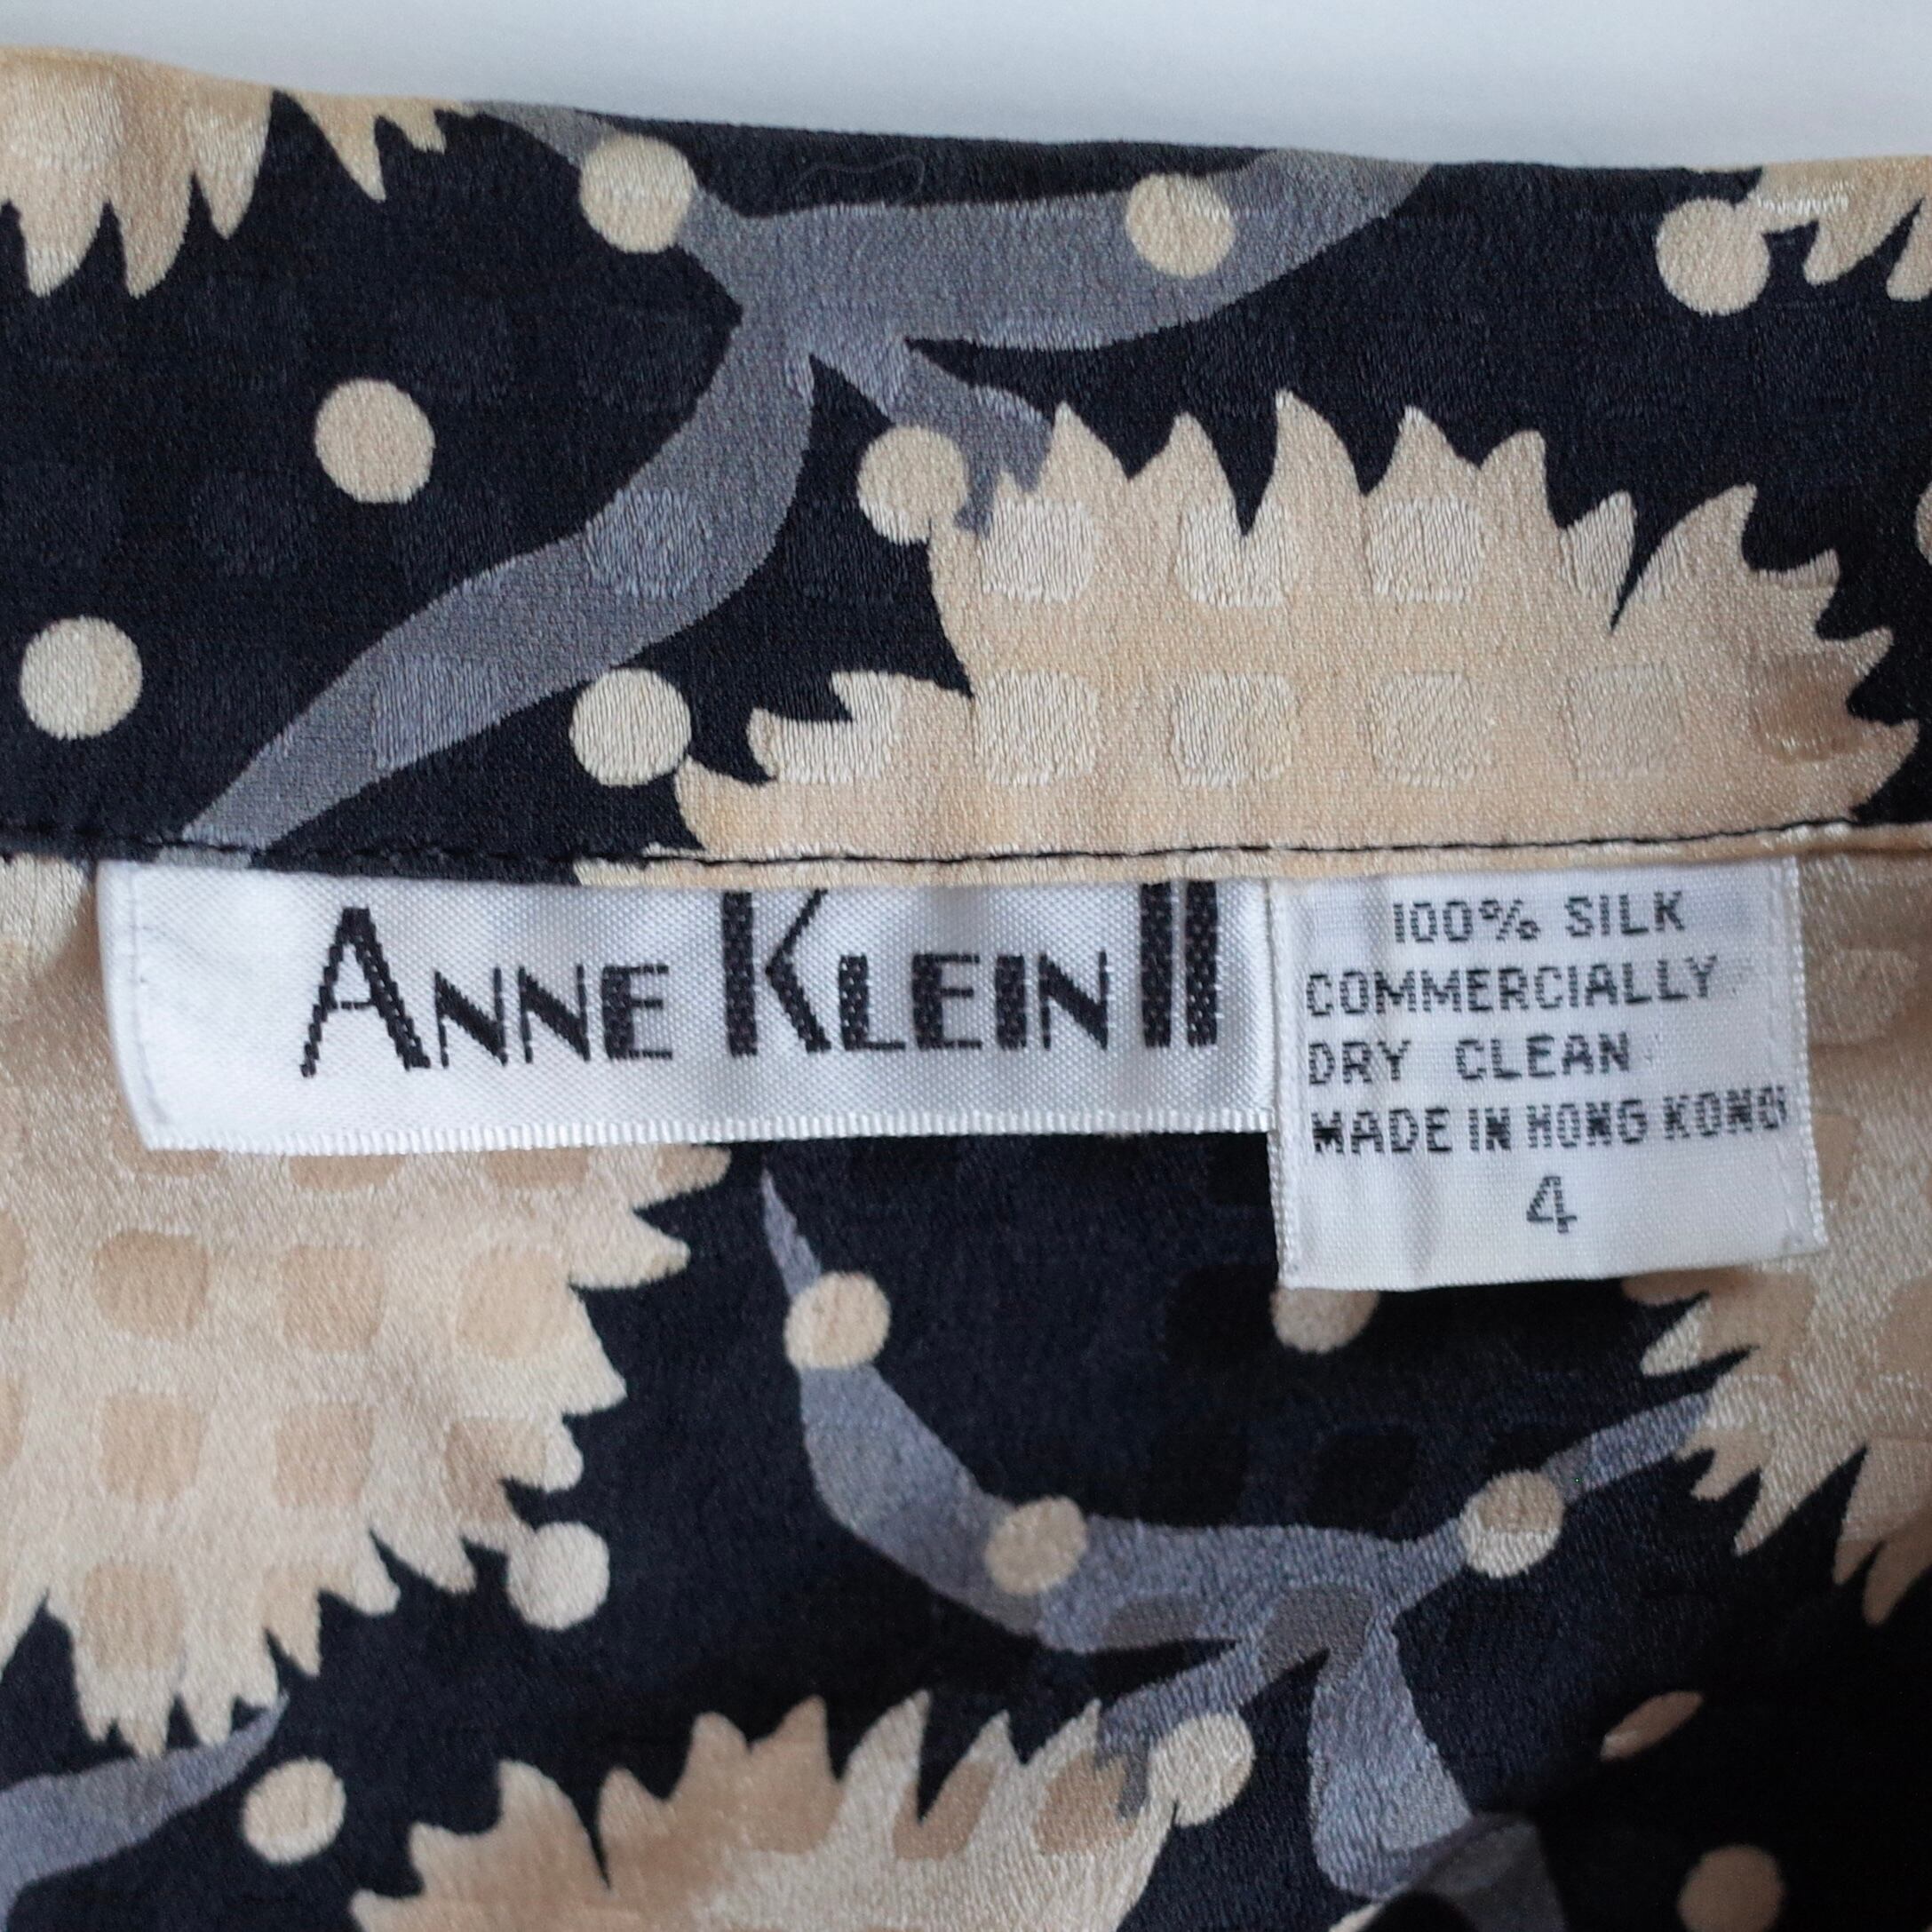 ANNE KLEIN II
100% SILK
COMMERCIALLY
DRY CLEAN
MADE IN HONG KONG
4